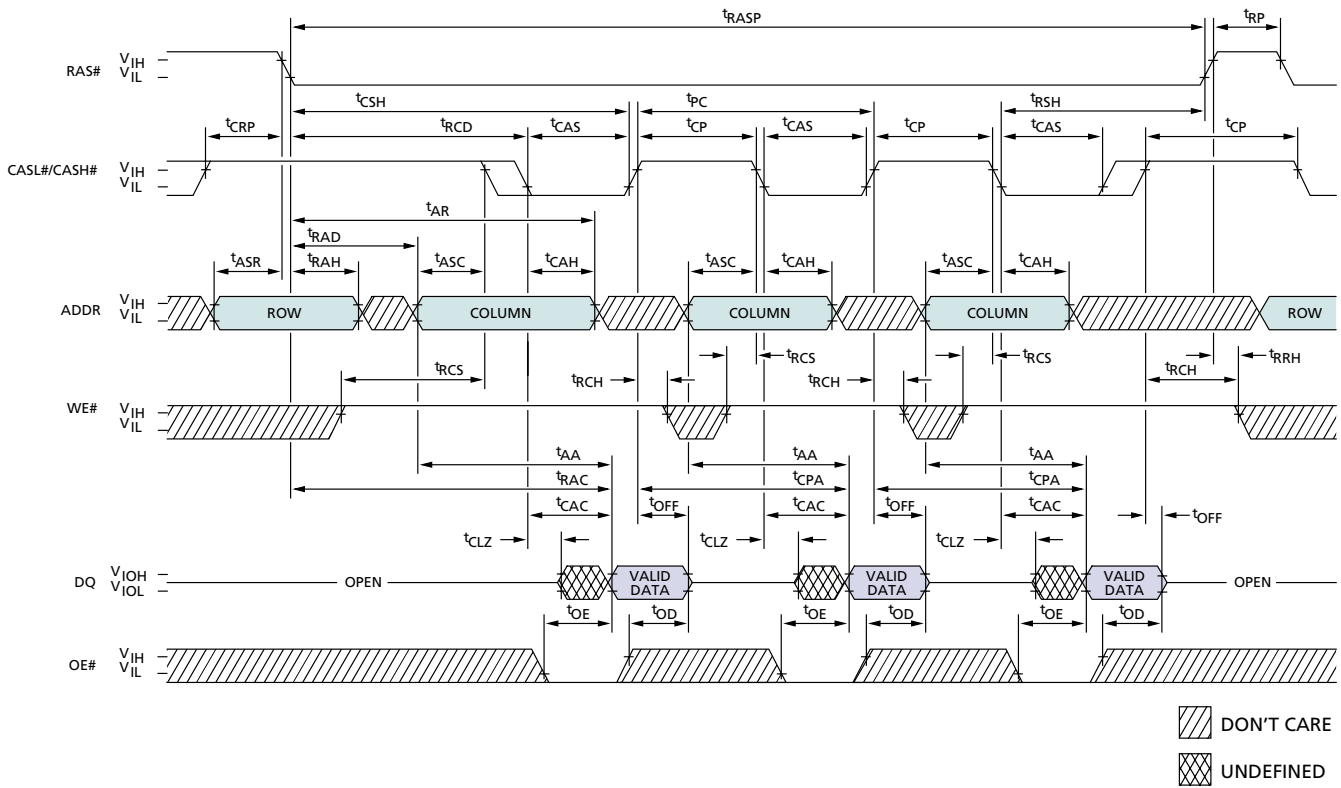 tRASP tRP
RAS# VIH
VIL
tCSH tPC tRSH
tCRP tRCD tCAS tCP tCAS tCP tCAS tCP
CASL#/CASH# VIH
VIL
tAR
tRAD
tASR tRAH tASC tCAH tASC tCAH tASC tCAH
ADDR VIH
VIL
ROW COLUMN COLUMN COLUMN ROW
tRCS tRCS tRRH
tRCS tRCH tRCH tRCH
WE# VIH
VIL
tAA tAA tAA
tRAC tCPA tCPA
tCAC tOFF tCAC tOFF tCAC tOFF
tCLZ tCLZ tCLZ
DQ VIOH
VIOL
OPEN VALID DATA VALID DATA VALID DATA OPEN
tOE tOD tOE tOD tOE tOD
OE# VIH
VIL
DON'T CARE
UNDEFINED